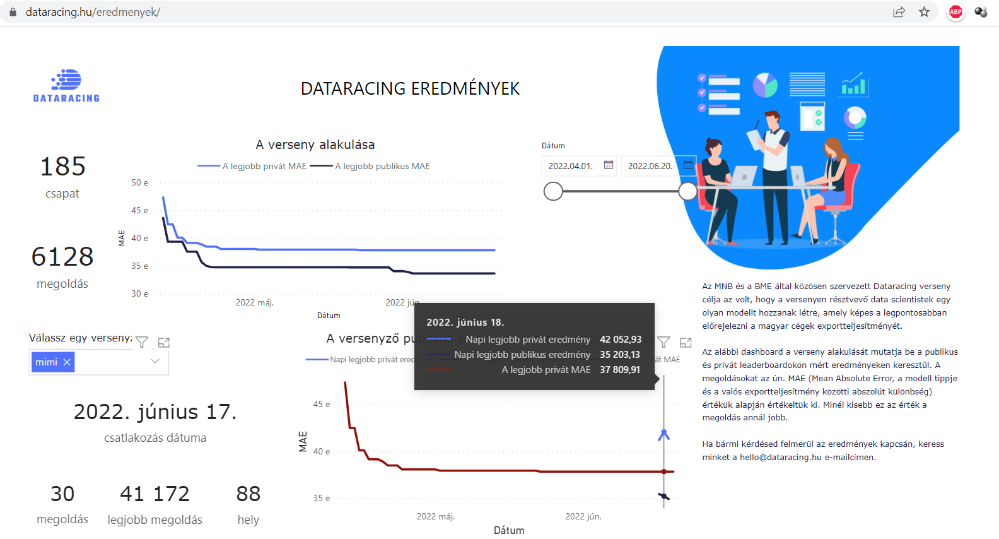 dataracing.hu/eredmenyek/
ABP
DATARACING
DATARACING EREDMÉNYEK
185
csapat
6128
megoldás
A verseny alakulása
A legjobb privát MAE
A legjobb publikus MAE
50 e
45 e
40 e
35 e
30 e
MAE
2022 máj.
2022 jún.
Dátum
Dátum
2022.04.01.
2022.06.20.
Válassz egy versenyz
mimi
2022. június 17.
csatlakozás dátuma
30
megoldás
41 172
legjobb megoldás
88
hely
A versenyző pu
Napi legjobb privát ered
át MAE
2022. június 18.
Napi legjobb privát eredmény 42 052,93
Napi legjobb publikus eredmény 35 203,13
A legjobb privát MAE 37 809,91
45 e
40 e
35 e
MAE
2022 máj.
2022 jún.
Dátum
Az MNB és a BME által közösen szervezett Dataracing verseny
célja az volt, hogy a versenyen résztvevő data scientistek egy
olyan modellt hozzanak létre, amely képes a legpontosabban
előrejelezni a magyar cégek exportteljesítményét.
Az alábbi dashboard a verseny alakulását mutatja be a publikus
és privát leaderboardokon mért eredményeken keresztül. A
megoldásokat az ún. MAE (Mean Absolute Error, a modell tippje
és a valós exportteljesítmény közötti abszolút különbség)
értékük alapján értékeltük ki. Minél kisebb ez az érték a
megoldás annál jobb.
Ha bármi kérdésed felmerül az eredmények kapcsán, keress
minket a hello@dataracing.hu e-mailcímen.